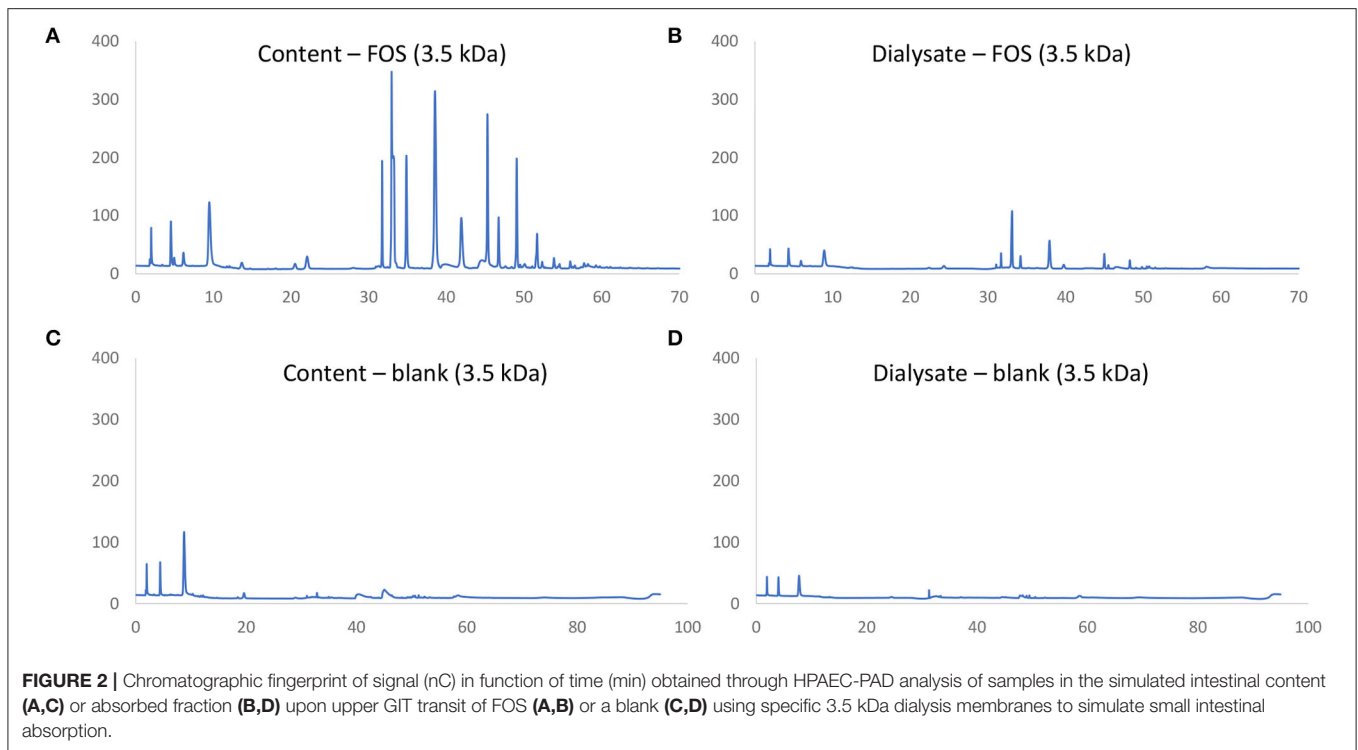 A
Content – FOS (3.5 kDa)
400
300
200
100
0
0 10 20 30 40 50 60 70
B
Dialysate – FOS (3.5 kDa)
400
300
200
100
0
0 10 20 30 40 50 60 70
C
Content – blank (3.5 kDa)
400
300
200
100
0
0 20 40 60 80 100
D
Dialysate – blank (3.5 kDa)
400
300
200
100
0
0 20 40 60 80 100
FIGURE 2 | Chromatographic fingerprint of signal (nC) in function of time (min) obtained through HPAEC-PAD analysis of samples in the simulated intestinal content
(A,C) or absorbed fraction (B,D) upon upper GIT transit of FOS (A,B) or a blank (C,D) using specific 3.5 kDa dialysis membranes to simulate small intestinal
absorption.